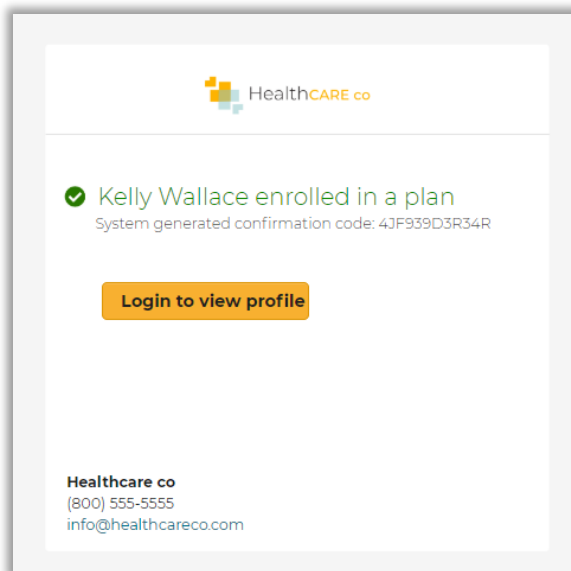 HealthCARE co
Kelly Wallace enrolled in a plan
System generated confirmation code: 4JF939D3R34R
Login to view profile
Healthcare co
(800) 555-5555
info@healthcareco.com